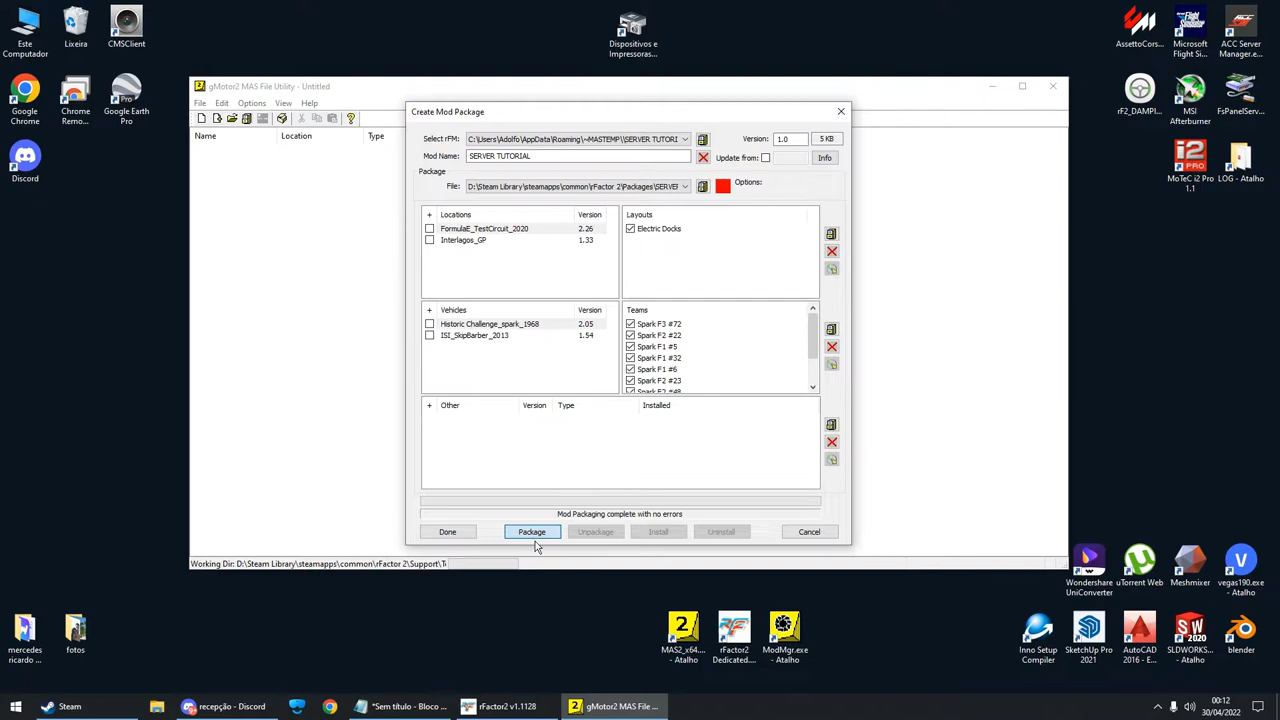 Este
Computador
Lixeira
CMSClient
Dispositivos e
Impressoras...
AssettoCors...
Microsoft
Flight Si...
ACC Server
Manager.e...
Google
Chrome
Chrome
Remo...
Google Earth
Pro
rF2_DAMPI...
MSI
Afterburner
FsPanelServ...
Discord
MoTeC i2 Pro
1.1
LOG - Atalho
gMotor2 MAS File Utility - Untitled
File Edit Options View Help
Name Location Type
Create Mod Package
Select rFM: C:\Users\Adolfo\AppData\Roaming\~MASTEMP\\SERVER TUTORI
Version: 1.0 5 KB
Mod Name: SERVER TUTORIAL
Update from: Info
Package
File: D:\Steam Library\steamapps\common\rFactor 2\Packages\SERVER
Options:
+ Locations Version
FormulaE_TestCircuit_2020 2.26
Interlagos_GP 1.33
Layouts
Electric Docks
+ Vehicles Version
Historic Challenge_spark_1968 2.05
ISI_SkipBarber_2013 1.54
Teams
Spark F3 #72
Spark F2 #22
Spark F1 #5
Spark F1 #32
Spark F1 #6
Spark F2 #23
Spark F2 #48
+ Other Version Type Installed
Mod Packaging complete with no errors
Done Package Unpackage Install Uninstall Cancel
Working Dir: D:\Steam Library\steamapps\common\rFactor 2\Support\T
Wondershare
UniConverter
uTorrent Web
Meshmixer
vegas190.exe
- Atalho
mercedes
ricardo ...
fotos
MAS2_x64....
- Atalho
rFactor2
Dedicated....
ModMgr.exe
- Atalho
Inno Setup
Compiler
SketchUp Pro
2021
AutoCAD
2016 - E...
SLDWORKS...
- Atalho
blender
Steam
recepção - Discord
*Sem título - Bloco ...
rFactor2 v1.1128
gMotor2 MAS File ...
00:12
30/04/2022